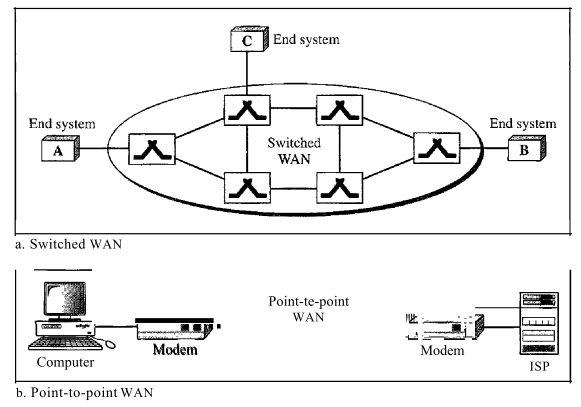 C End system
End system
End system
A
Switched
WAN
B
a. Switched WAN
Point-te-point
WAN
Computer
Modem
Modem
ISP
b. Point-to-point WAN